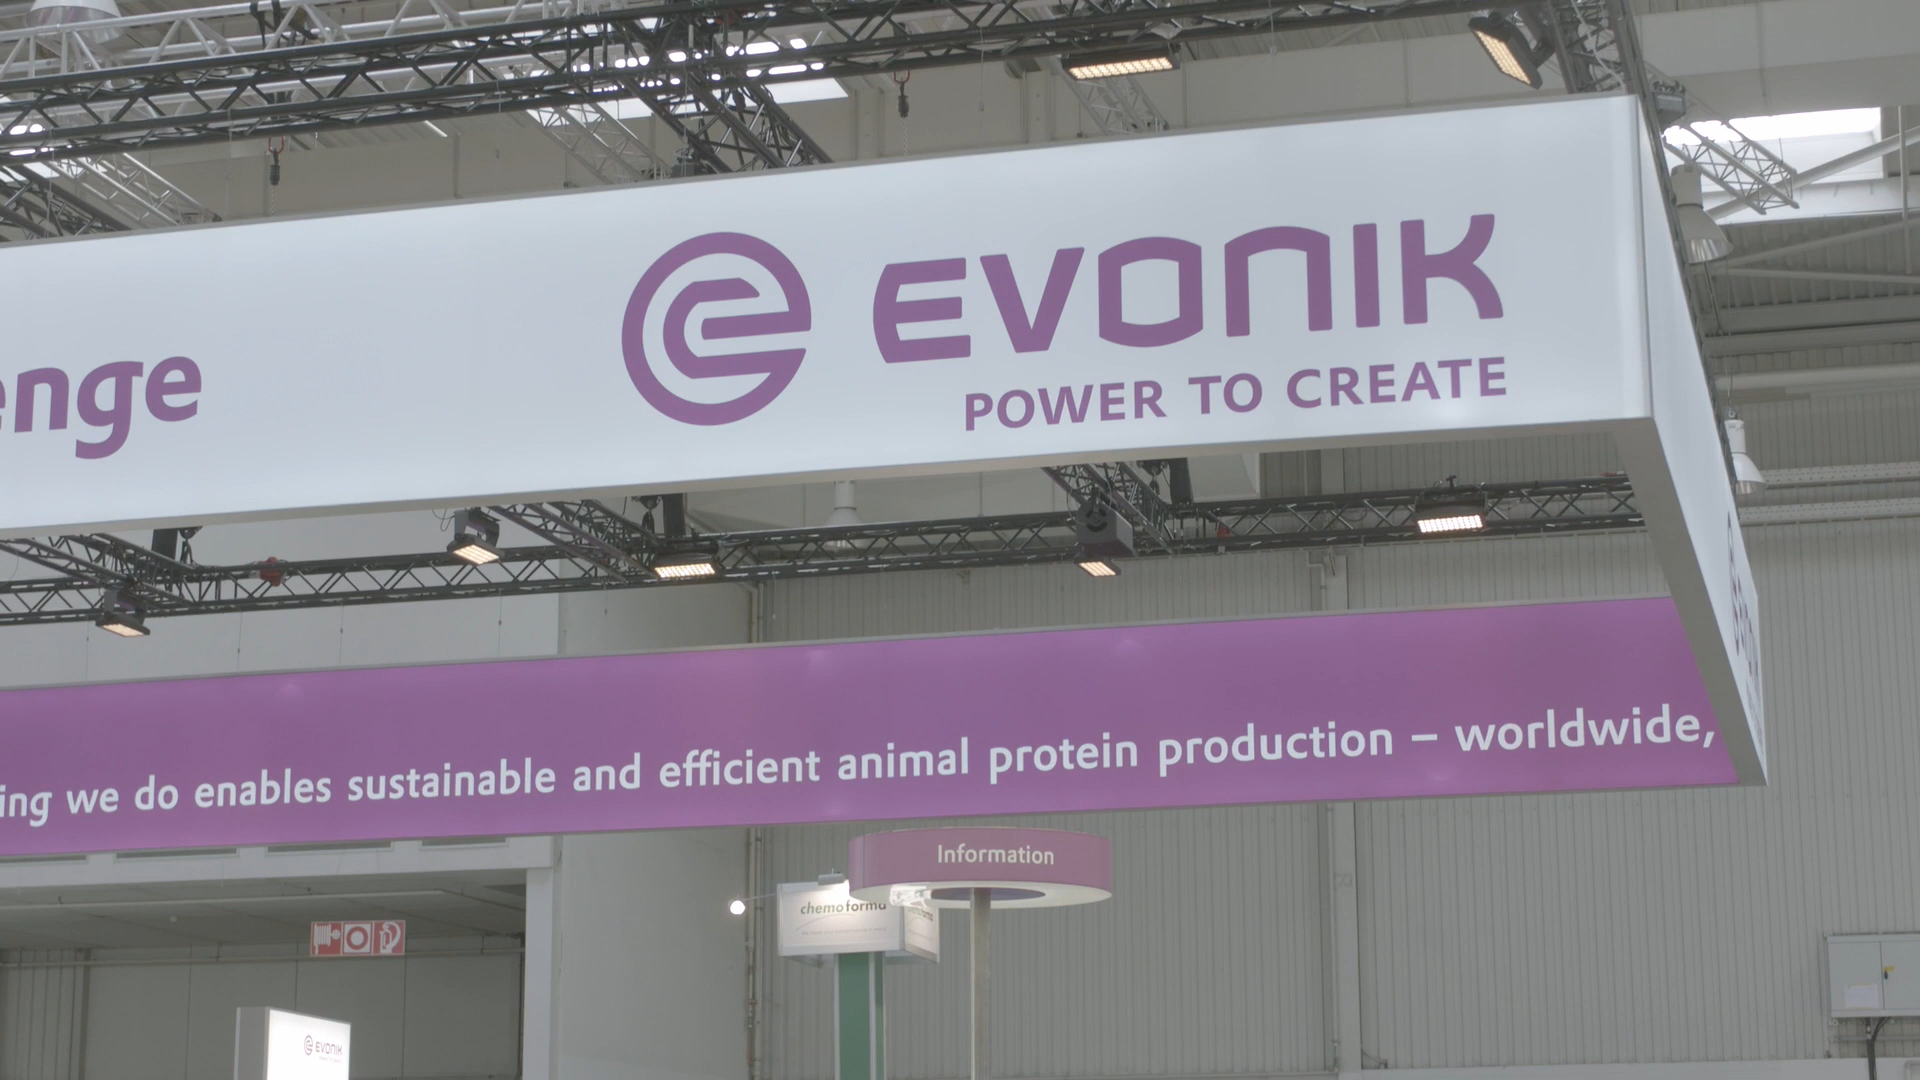 enge
EVONIK
POWER TO CREATE
ing we do enables sustainable and efficient animal protein production – worldwide,
Information
chemoforma
EVONIK